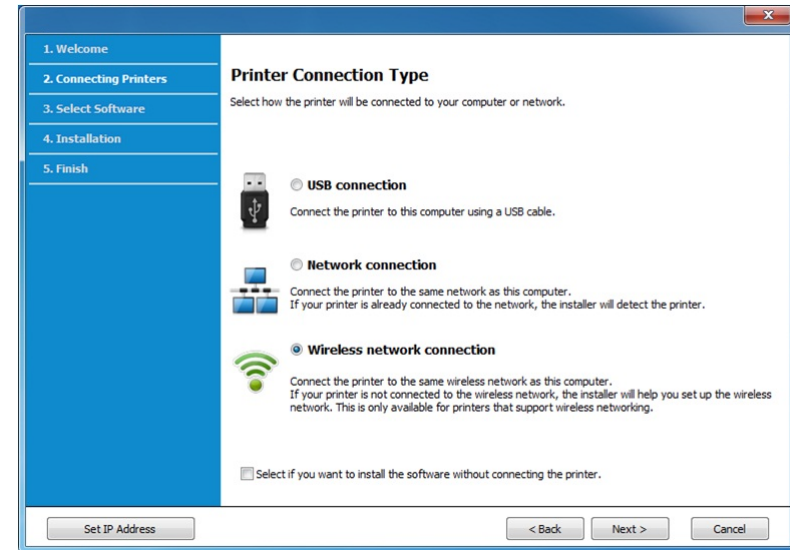 1. Welcome
2. Connecting Printers
3. Select Software
4. Installation
5. Finish
Printer Connection Type
Select how the printer will be connected to your computer or network.
USB connection
Connect the printer to this computer using a USB cable.
Network connection
Connect the printer to the same network as this computer.
If your printer is already connected to the network, the installer will detect the printer.
Wireless network connection
Connect the printer to the same wireless network as this computer.
If your printer is not connected to the wireless network, the installer will help you set up the wireless
network. This is only available for printers that support wireless networking.
Select if you want to install the software without connecting the printer.
Set IP Address
< Back
Next >
Cancel